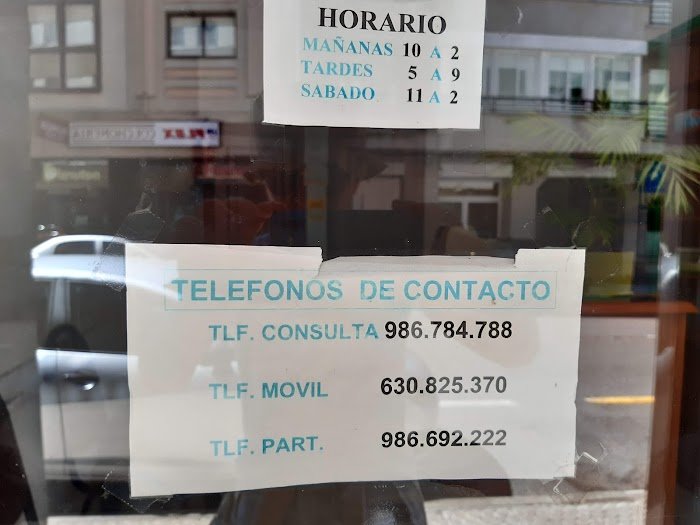 HORARIO
MAÑANAS 10 A 2
TARDES 5 A 9
SABADO 11 A 2
TELEFONOS DE CONTACTO
TLF. CONSULTA 986.784.788
TLF. MOVIL 630.825.370
TLF. PART. 986.692.222